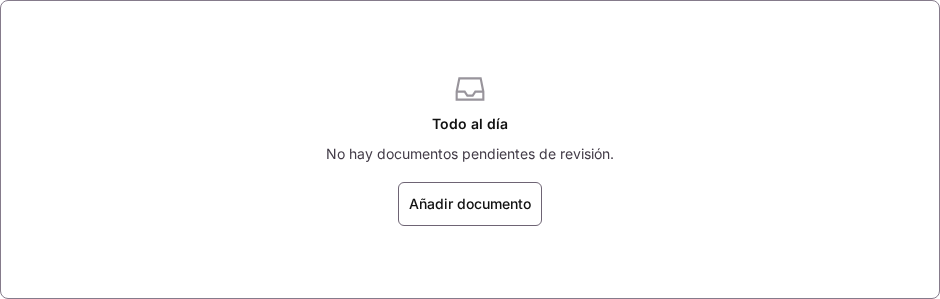 Todo al día
No hay documentos pendientes de revisión.
Añadir documento